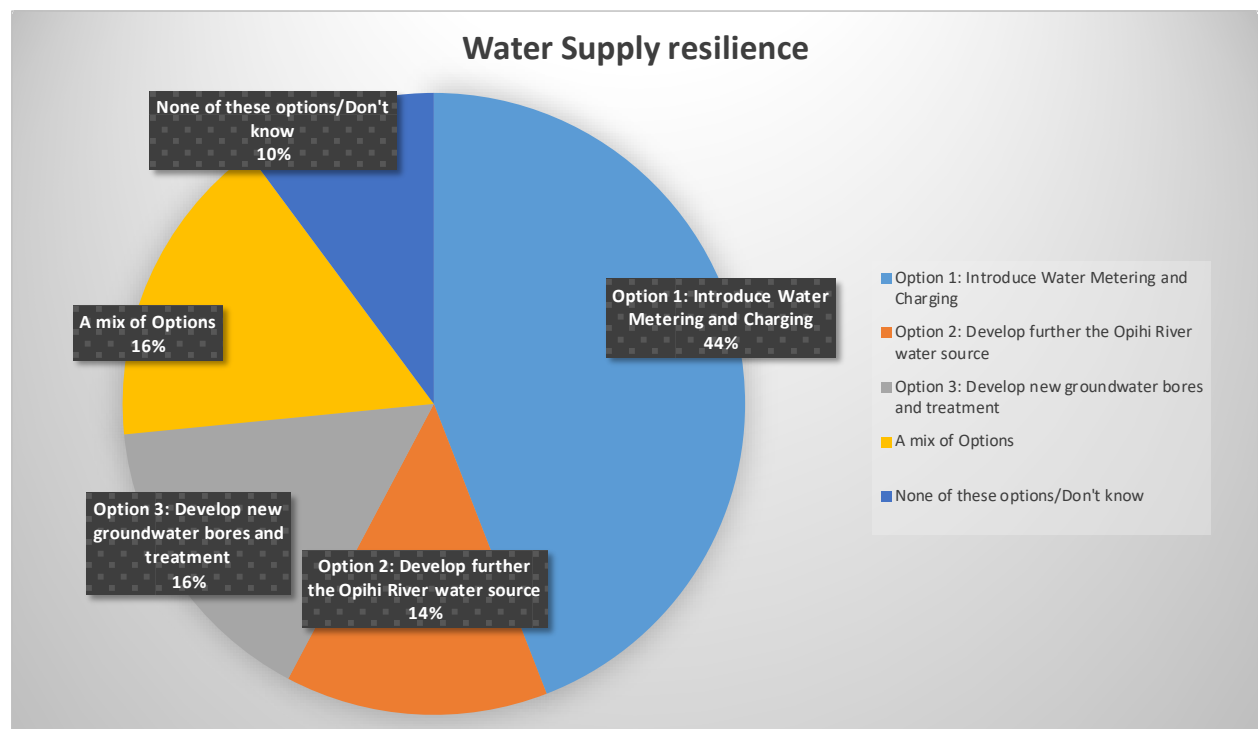 Water Supply resilience
None of these options/Don't
know
10%
A mix of Options
16%
Option 1: Introduce Water
Metering and Charging
44%
Option 3: Develop new
groundwater bores and
treatment
16%
Option 2: Develop further
the Opihi River water source
14%
Option 1: Introduce Water Metering and
Charging
Option 2: Develop further the Opihi River
water source
Option 3: Develop new groundwater bores
and treatment
A mix of Options
None of these options/Don't know